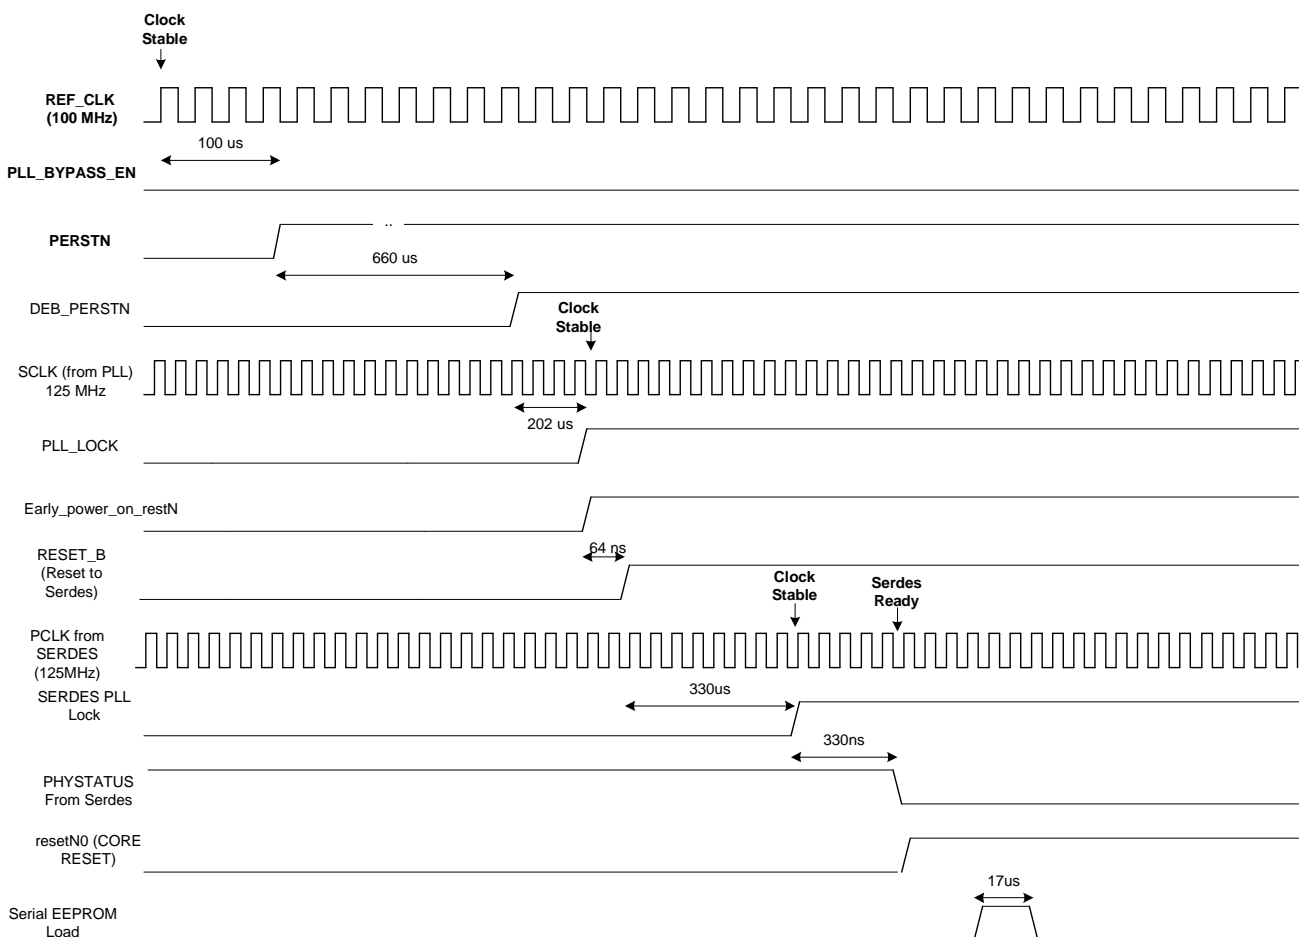 Clock
Stable
REF_CLK
(100 MHz)
100 us
PLL_BYPASS_EN
PERSTN
..
660 us
DEB_PERSTN
Clock
Stable
SCLK (from PLL)
125 MHz
202 us
PLL_LOCK
Early_power_on_restN
64 ns
RESET_B
(Reset to
Serdes)
Clock
Stable
Serdes
Ready
PCLK from
SERDES
(125MHz)
330us
SERDES PLL
Lock
330ns
PHYSTATUS
From Serdes
resetN0 (CORE
RESET)
17us
Serial EEPROM
Load